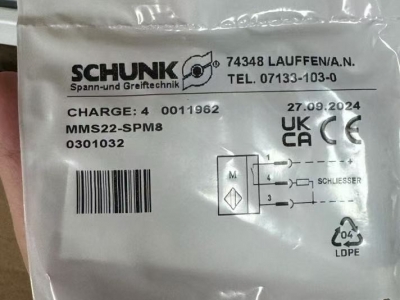 SCHUNK
Spann-und Greiftechnik
74348 LAUFFEN/A.N.
TEL. 07133-103-0
CHARGE: 4 0011962
27.09.2024
MMS22-SPM8
0301032
UK
CA
CE
M
1 +
4 SCHLIESSER
3 -
04
LDPE